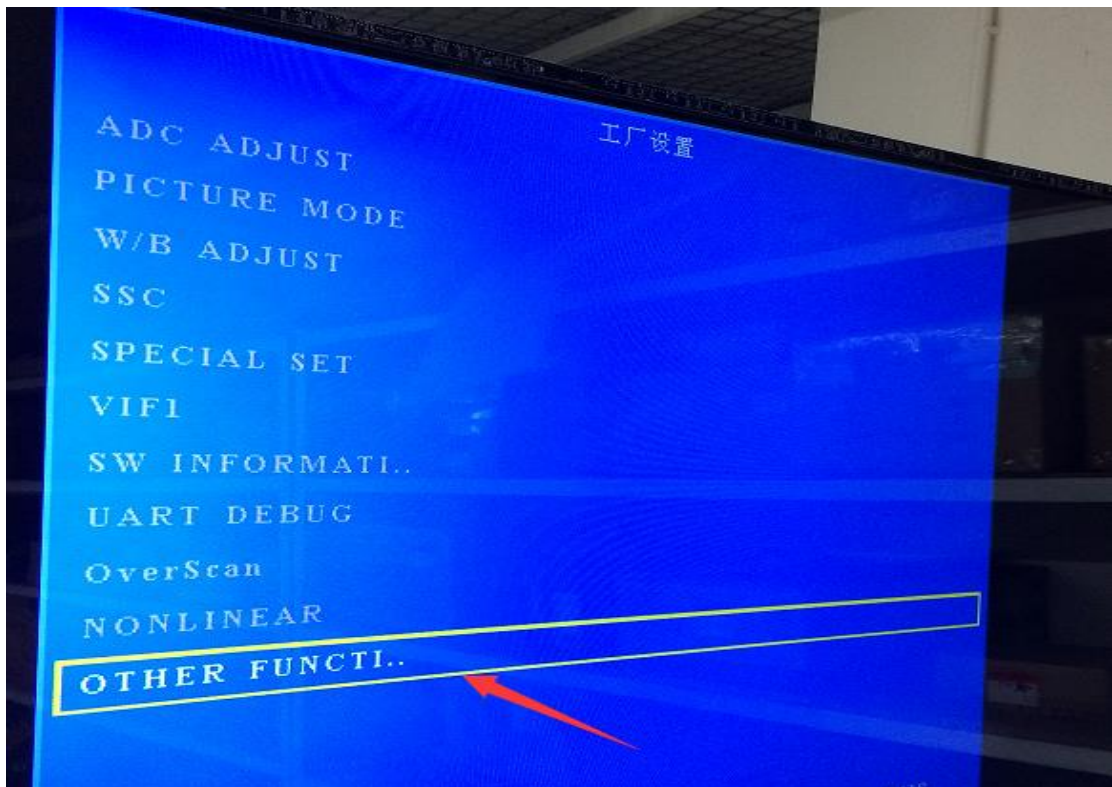 工厂设置
ADC ADJUST
PICTURE MODE
W/B ADJUST
SSC
SPECIAL SET
VIF1
SW INFORMATI..
UART DEBUG
OverScan
NONLINEAR
OTHER FUNCTI..